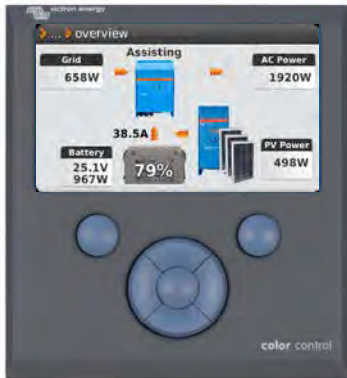 victron energy
... overview
Assisting
Grid
658W
AC Power
1920W
38.5A
Battery
25.1V
967W
79%
PV Power
498W
color control